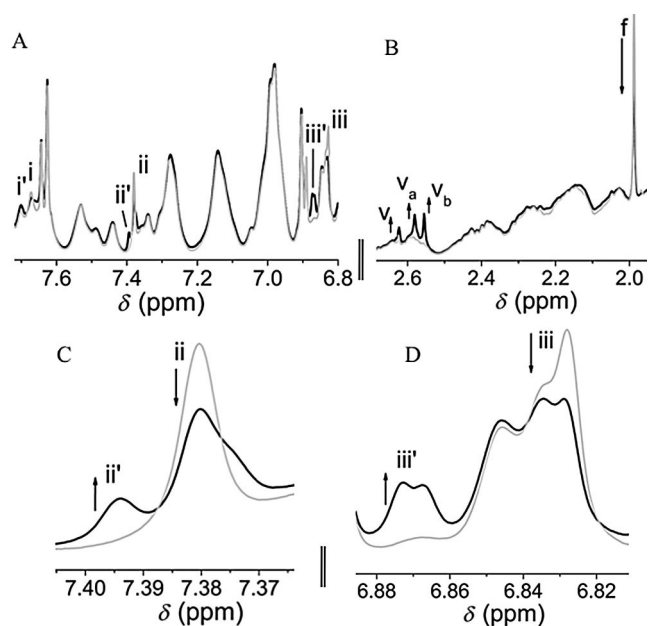 A
i'
i
ii'
ii
iii'
iii
7.6 7.4 7.2 7.0 6.8
δ (ppm)
B
f
v
v
a
v
b
2.6 2.4 2.2 2.0
δ (ppm)
C
ii
ii'
7.40 7.39 7.38 7.37
δ (ppm)
D
iii
iii'
6.88 6.86 6.84 6.82
δ (ppm)